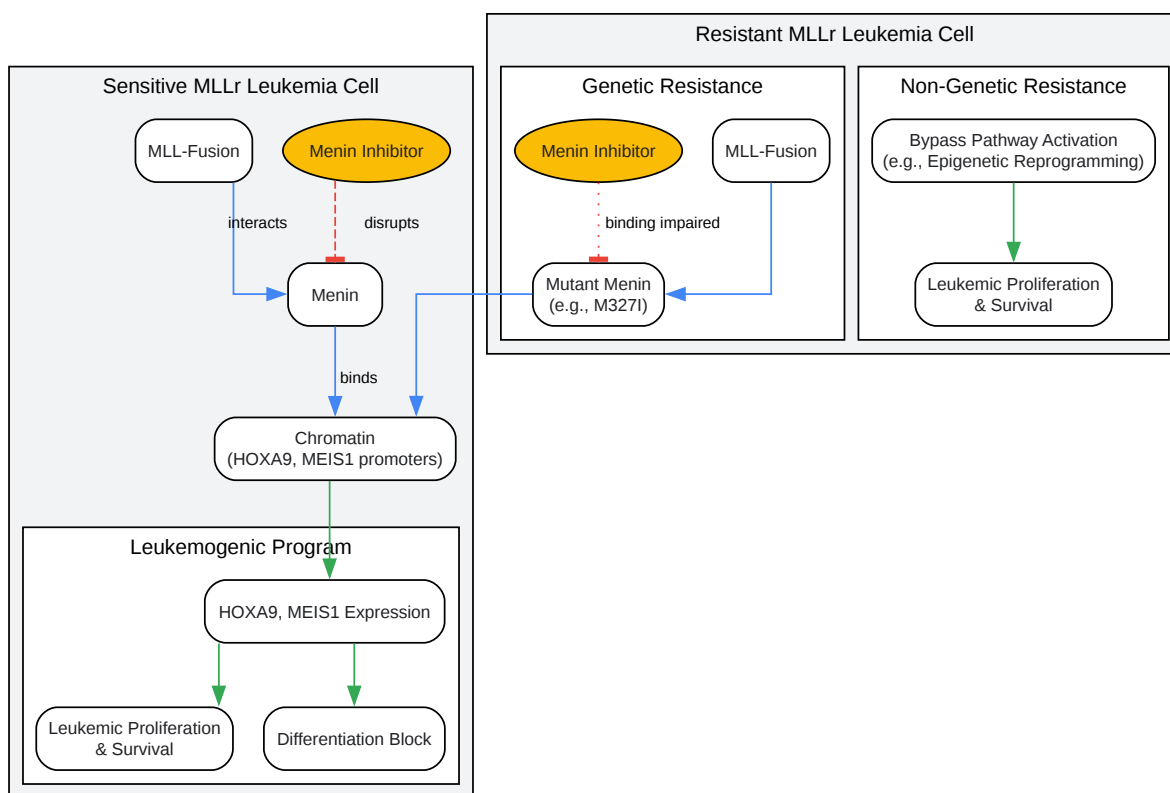 Resistant MLLr Leukemia Cell
Sensitive MLLr Leukemia Cell
Genetic Resistance
Non-Genetic Resistance
MLL-Fusion
Menin Inhibitor
Menin Inhibitor
MLL-Fusion
Bypass Pathway Activation
(e.g., Epigenetic Reprogramming)
interacts
disrupts
binding impaired
Menin
Mutant Menin
(e.g., M327I)
Leukemic Proliferation
& Survival
binds
Chromatin
(HOXA9, MEIS1 promoters)
Leukemogenic Program
HOXA9, MEIS1 Expression
Leukemic Proliferation
& Survival
Differentiation Block